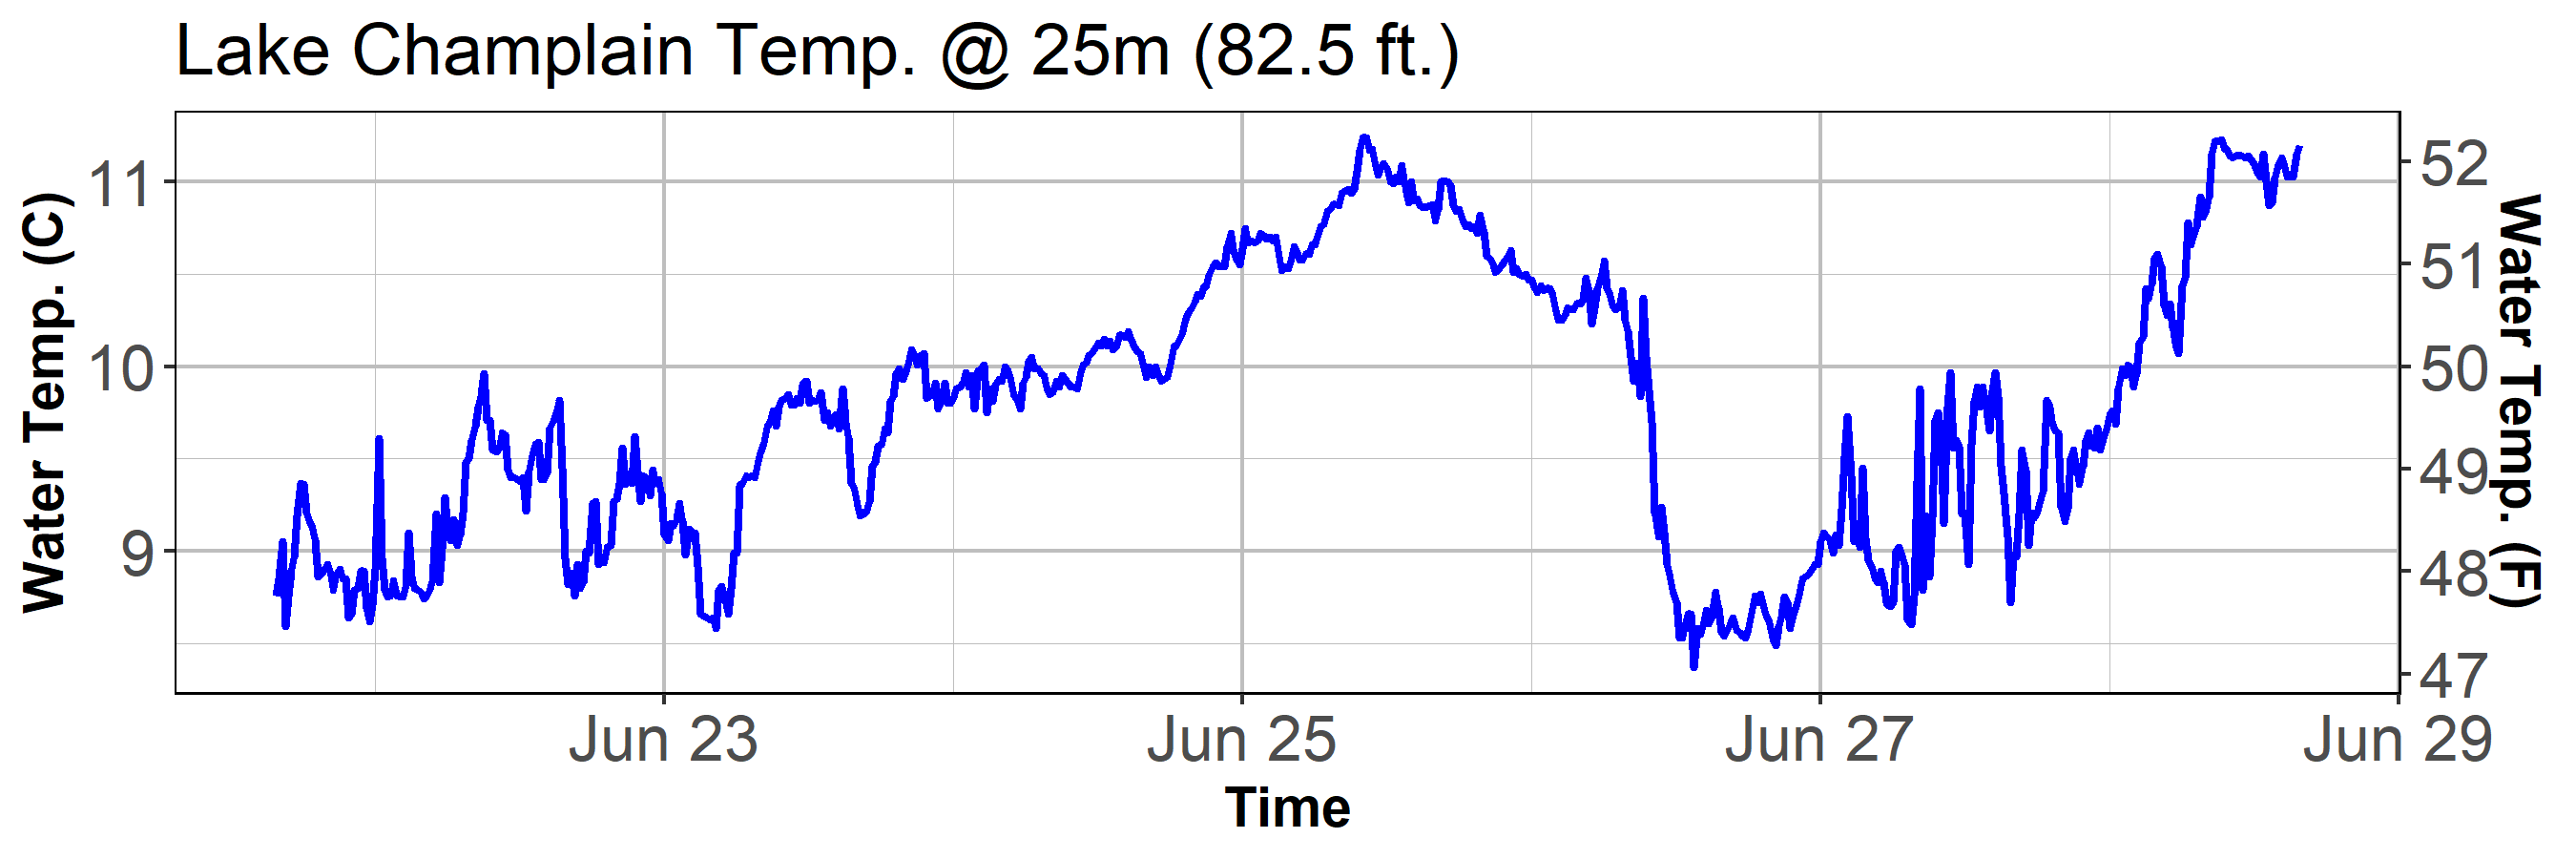 Lake Champlain Temp. @ 25m (82.5 ft.)
Water Temp. (C)
11
10
9
52
51
50
49
48
47
Water Temp. (F)
Jun 23 Jun 25 Jun 27 Jun 29
Time